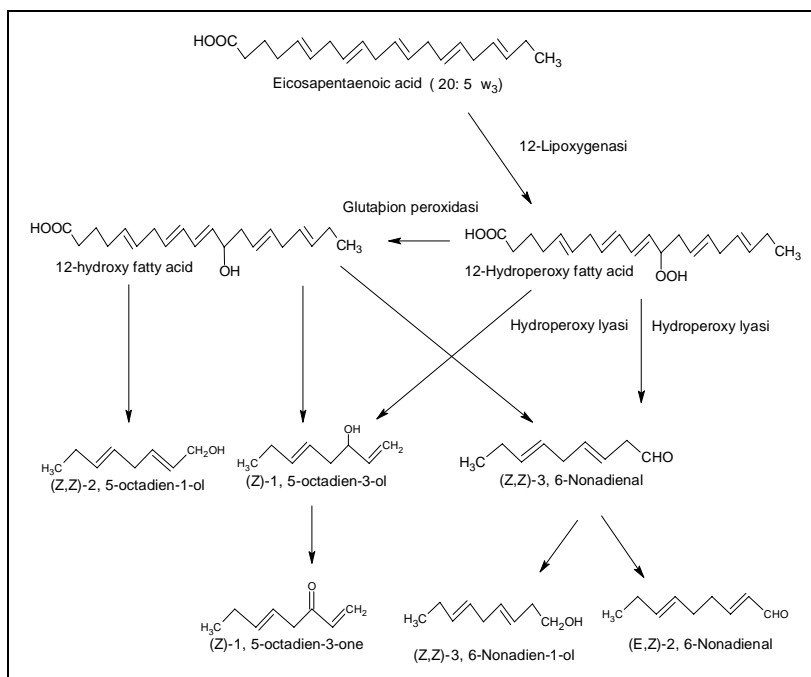 HOOC
CH3
Eicosapentaenoic acid ( 20: 5 w3)
12-Lipoxygenasi
Glutaþion peroxidasi
HOOC
CH3
OH
12-hydroxy fatty acid
HOOC
CH3
OOH
12-Hydroperoxy fatty acid
Hydroperoxy lyasi
Hydroperoxy lyasi
H3C
CH2OH
(Z,Z)-2, 5-octadien-1-ol
OH
H3C
CH2
(Z)-1, 5-octadien-3-ol
H3C
CHO
(Z,Z)-3, 6-Nonadienal
O
H3C
CH2
(Z)-1, 5-octadien-3-one
H3C
CH2OH
(Z,Z)-3, 6-Nonadien-1-ol
H3C
CHO
(E,Z)-2, 6-Nonadienal